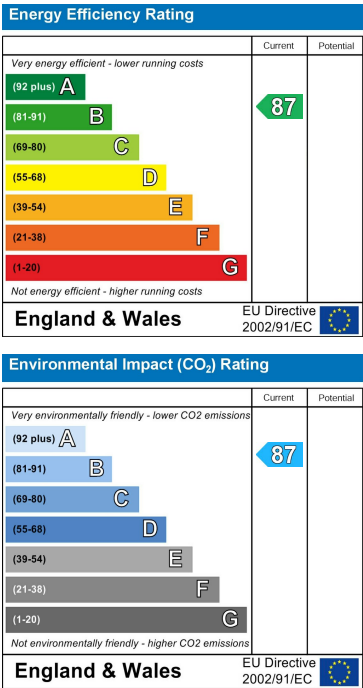 Energy Efficiency Rating
Current Potential
Very energy efficient - lower running costs
(92 plus) A
(81-91) B
87
(69-80) C
(55-68) D
(39-54) E
(21-38) F
(1-20) G
Not energy efficient - higher running costs
England & Wales
EU Directive
2002/91/EC
Environmental Impact (CO₂) Rating
Current Potential
Very environmentally friendly - lower CO2 emissions
(92 plus) A
(81-91) B
87
(69-80) C
(55-68) D
(39-54) E
(21-38) F
(1-20) G
Not environmentally friendly - higher CO2 emissions
England & Wales
EU Directive
2002/91/EC